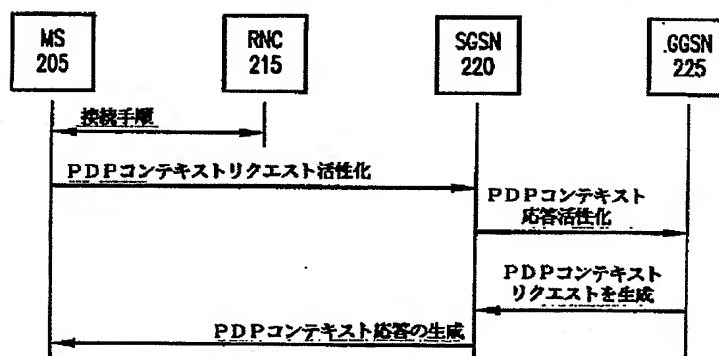 MS
205
RNC
215
SGSN
220
GGSN
225
接続手順
PDPコンテキストリクエスト活性化
PDPコンテキスト
応答活性化
PDPコンテキスト
リクエストを生成
PDPコンテキスト応答の生成